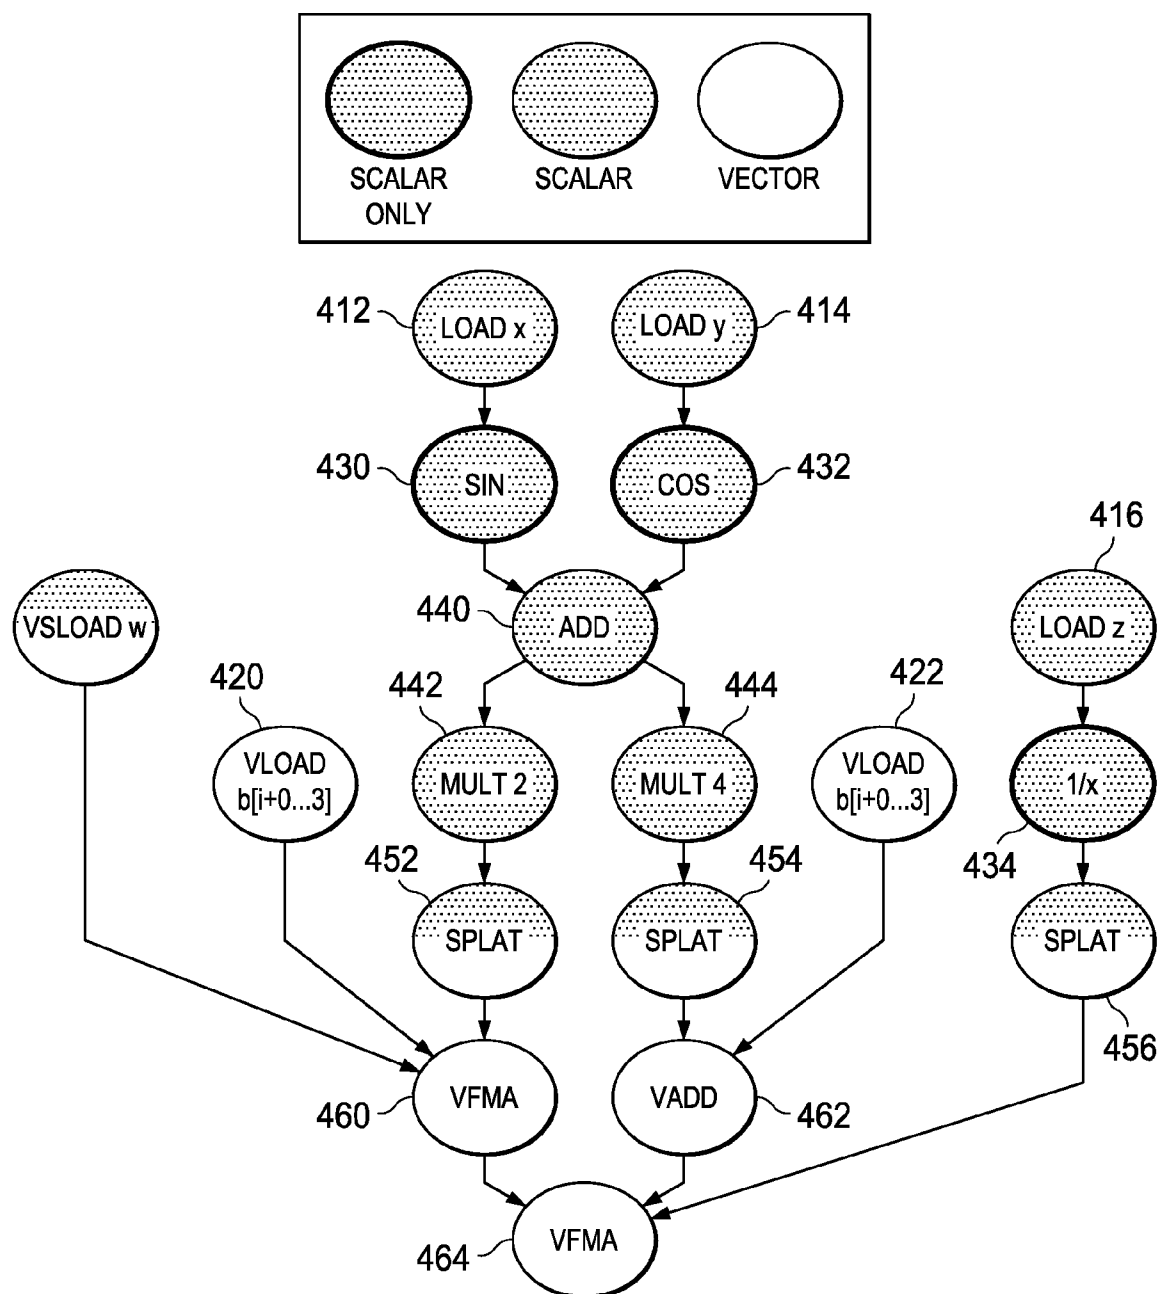 SCALAR
ONLY
SCALAR
VECTOR
412
LOAD x
LOAD y
414
430
SIN
COS
432
416
VSLOAD w
440
ADD
LOAD z
420
442
444
422
VLOAD
b[i+0...3]
MULT 2
MULT 4
VLOAD
b[i+0...3]
1/x
434
452
454
SPLAT
SPLAT
SPLAT
456
460
VFMA
VADD
462
464
VFMA